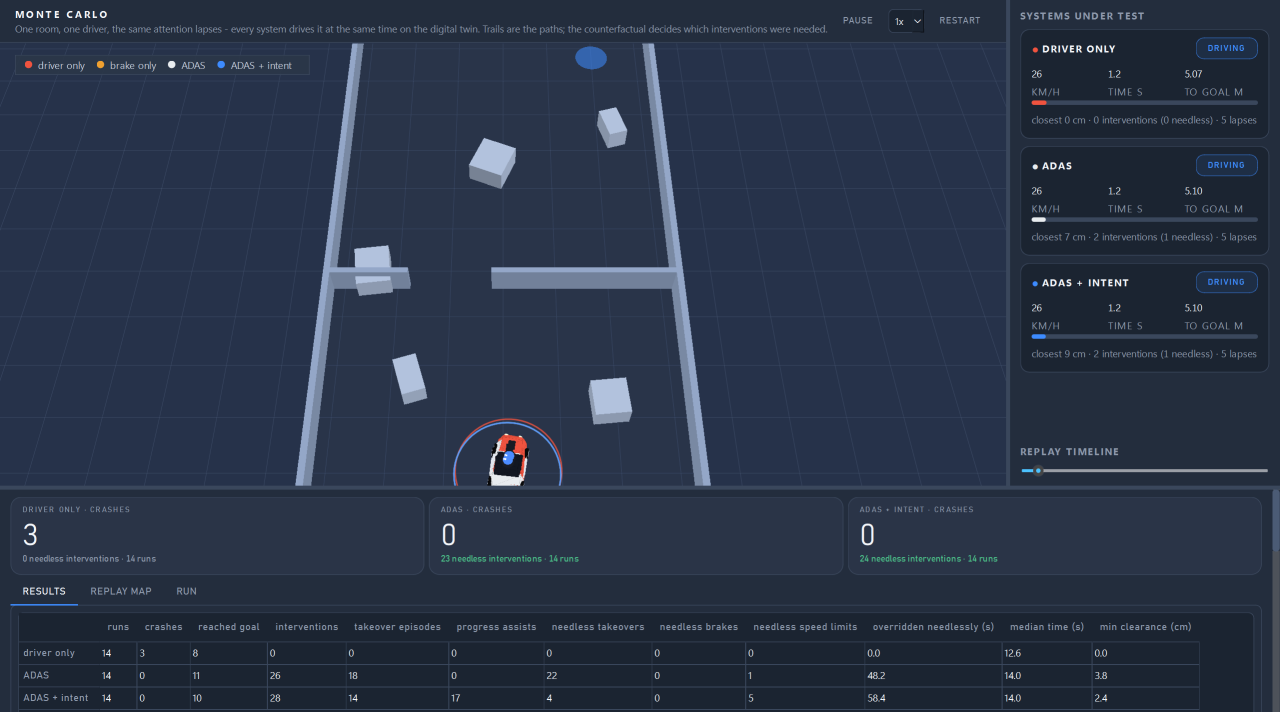 MONTE CARLO
One room, one driver, the same attention lapses - every system drives it at the same time on the digital twin. Trails are the paths; the counterfactual decides which interventions were needed.
PAUSE 1x RESTART
driver only brake only ADAS ADAS + intent
SYSTEMS UNDER TEST
DRIVER ONLY DRIVING
26 1.2 5.07
KM/H TIME S TO GOAL M
closest 0 cm · 0 interventions (0 needless) · 5 lapses
ADAS DRIVING
26 1.2 5.10
KM/H TIME S TO GOAL M
closest 7 cm · 2 interventions (1 needless) · 5 lapses
ADAS + INTENT DRIVING
26 1.2 5.10
KM/H TIME S TO GOAL M
closest 9 cm · 2 interventions (1 needless) · 5 lapses
REPLAY TIMELINE
DRIVER ONLY · CRASHES
3
0 needless interventions · 14 runs
ADAS · CRASHES
0
23 needless interventions · 14 runs
ADAS + INTENT · CRASHES
0
24 needless interventions · 14 runs
RESULTS REPLAY MAP RUN
runs crashes reached goal interventions takeover episodes progress assists needless takeovers needless brakes needless speed limits overridden needlessly (s) median time (s) min clearance (cm)
driver only 14 3 8 0 0 0 0 0 0 0.0 12.6 0.0
ADAS 14 0 11 26 18 0 22 0 1 48.2 14.0 3.8
ADAS + intent 14 0 10 28 14 17 4 0 5 58.4 14.0 2.4